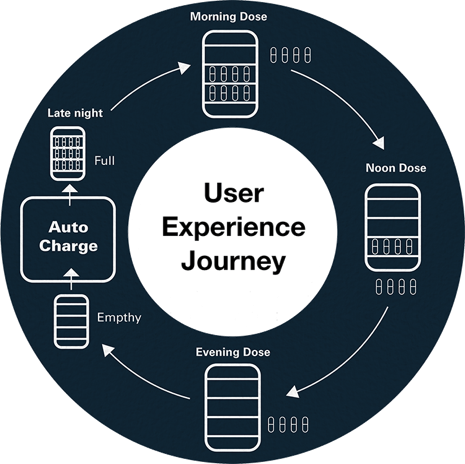 Morning Dose
Late night
Full
Noon Dose
Auto
Charge
User
Experience
Journey
Empthy
Evening Dose